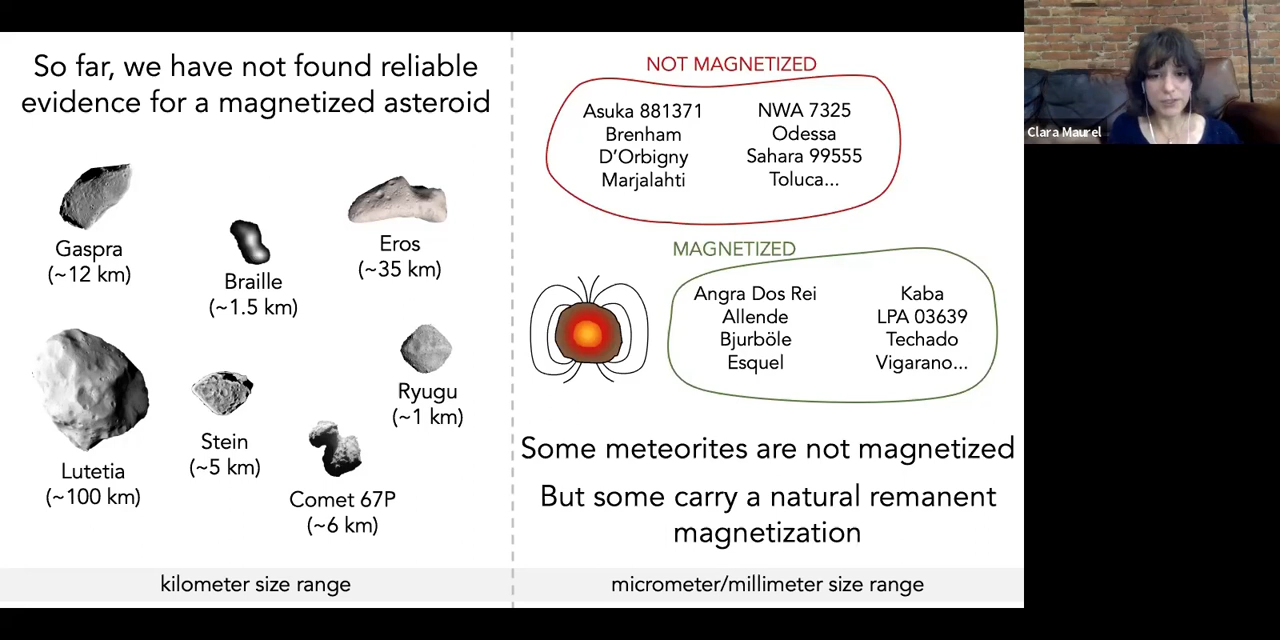 So far, we have not found reliable
evidence for a magnetized asteroid
Gaspra
(~12 km)
Braille
(~1.5 km)
Eros
(~35 km)
Lutetia
(~100 km)
Stein
(~5 km)
Ryugu
(~1 km)
Comet 67P
(~6 km)
kilometer size range
NOT MAGNETIZED
Asuka 881371
Brenham
D’Orbigny
Marjalahti
NWA 7325
Odessa
Sahara 99555
Toluca...
MAGNETIZED
Angra Dos Rei
Allende
Bjurböle
Esquel
Kaba
LPA 03639
Techado
Vigarano...
Some meteorites are not magnetized
But some carry a natural remanent
magnetization
micrometer/millimeter size range
Clara Maurel